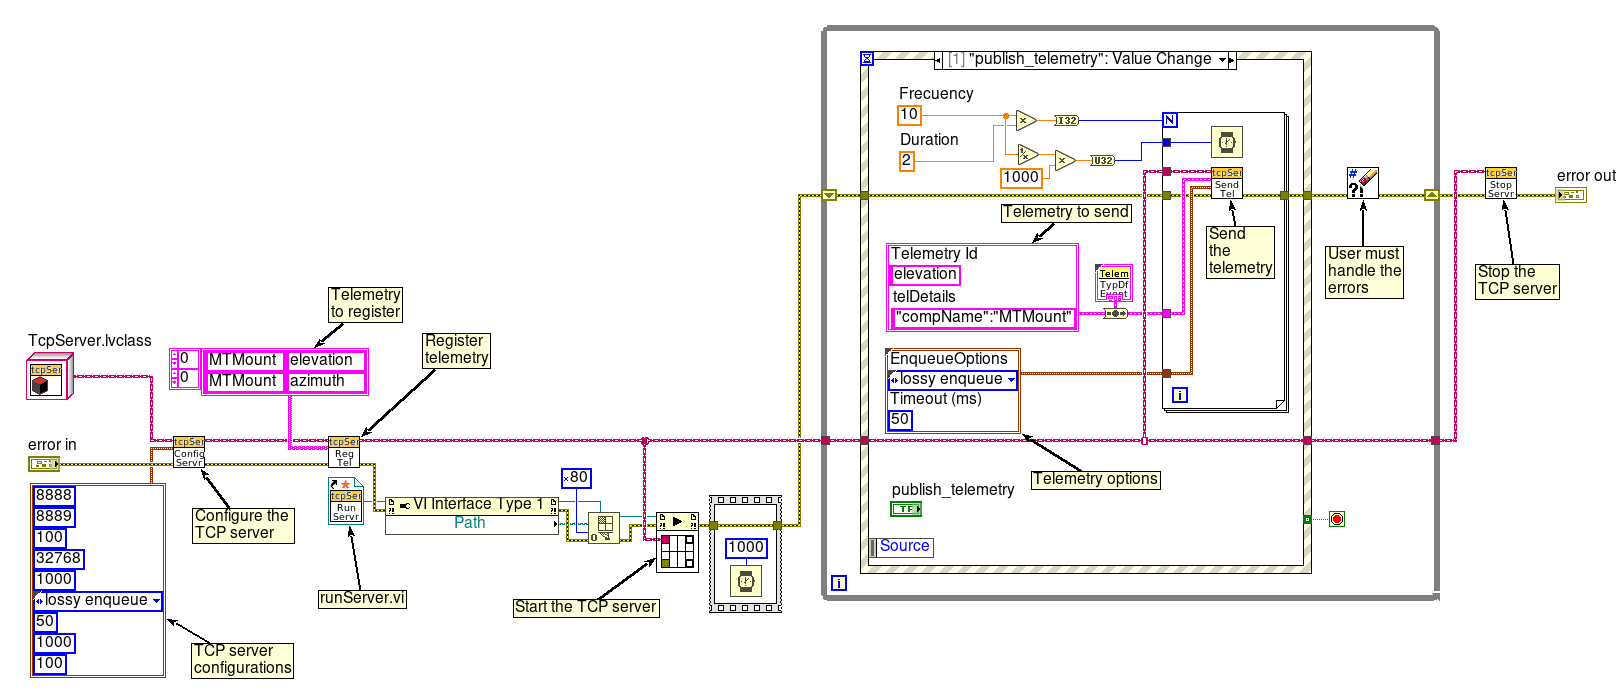 [1] "publish_telemetry": Value Change
Frecuency
10
I32
N
Duration
2
U32
1000
tcpSer
Send
Tel
#
?!
tcpSer
Stop
Servr
error out
Telemetry to send
Send
the
telemetry
User must
handle the
errors
Stop the
TCP server
Telemetry Id
elevation
telDetails
"compName":"MTMount"
Telem
TypDf
Event
EnqueueOptions
lossy enqueue
Timeout (ms)
50
i
Telemetry options
publish_telemetry
TF
Source
i
Telemetry
to register
TcpServer.lvclass
tcpSer
0 MTMount elevation
0 MTMount azimuth
Register
telemetry
error in
tcpSer
Config
Servr
tcpSer
Reg
Tel
8888
8889
100
32768
1000
lossy enqueue
50
1000
100
Configure the
TCP server
tcpSer
Run
Servr
VI Interface Type 1
Path
x80
1000
runServer.vi
Start the TCP server
TCP server
configurations